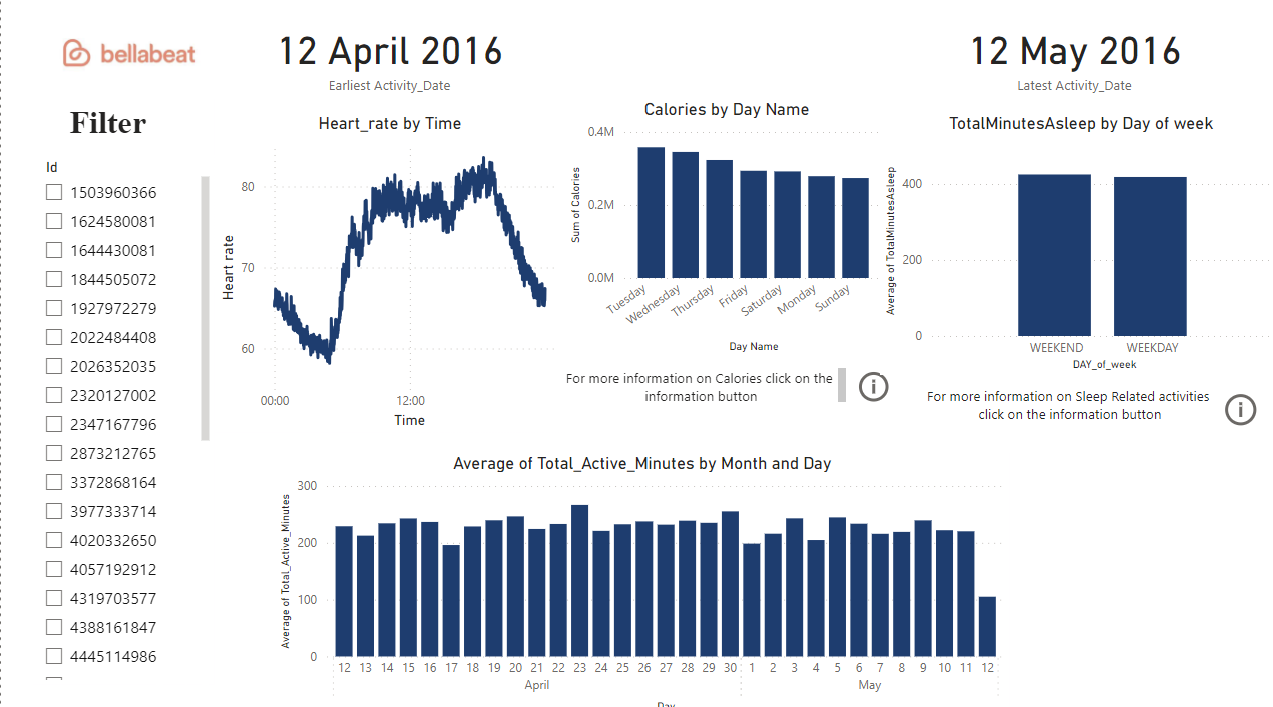 bellabeat
12 April 2016
Earliest Activity_Date
12 May 2016
Latest Activity_Date
Filter
Id
1503960366
1624580081
1644430081
1844505072
1927972279
2022484408
2026352035
2320127002
2347167796
2873212765
3372868164
3977333714
4020332650
4057192912
4319703577
4388161847
4445114986
Heart_rate by Time
Heart rate
80
70
60
00:00 12:00
Time
Calories by Day Name
Sum of Calories
0.4M
0.2M
0.0M
Tuesday Wednesday Thursday Friday Saturday Monday Sunday
Day Name
For more information on Calories click on the
information button
TotalMinutesAsleep by Day of week
Average of TotalMinutesAsleep
400
200
0
WEEKEND WEEKDAY
DAY_of_week
For more information on Sleep Related activities
click on the information button
Average of Total_Active_Minutes by Month and Day
Average of Total_Active_Minutes
300
200
100
0
12 13 14 15 16 17 18 19 20 21 22 23 24 25 26 27 28 29 30 1 2 3 4 5 6 7 8 9 10 11 12
April May
Day